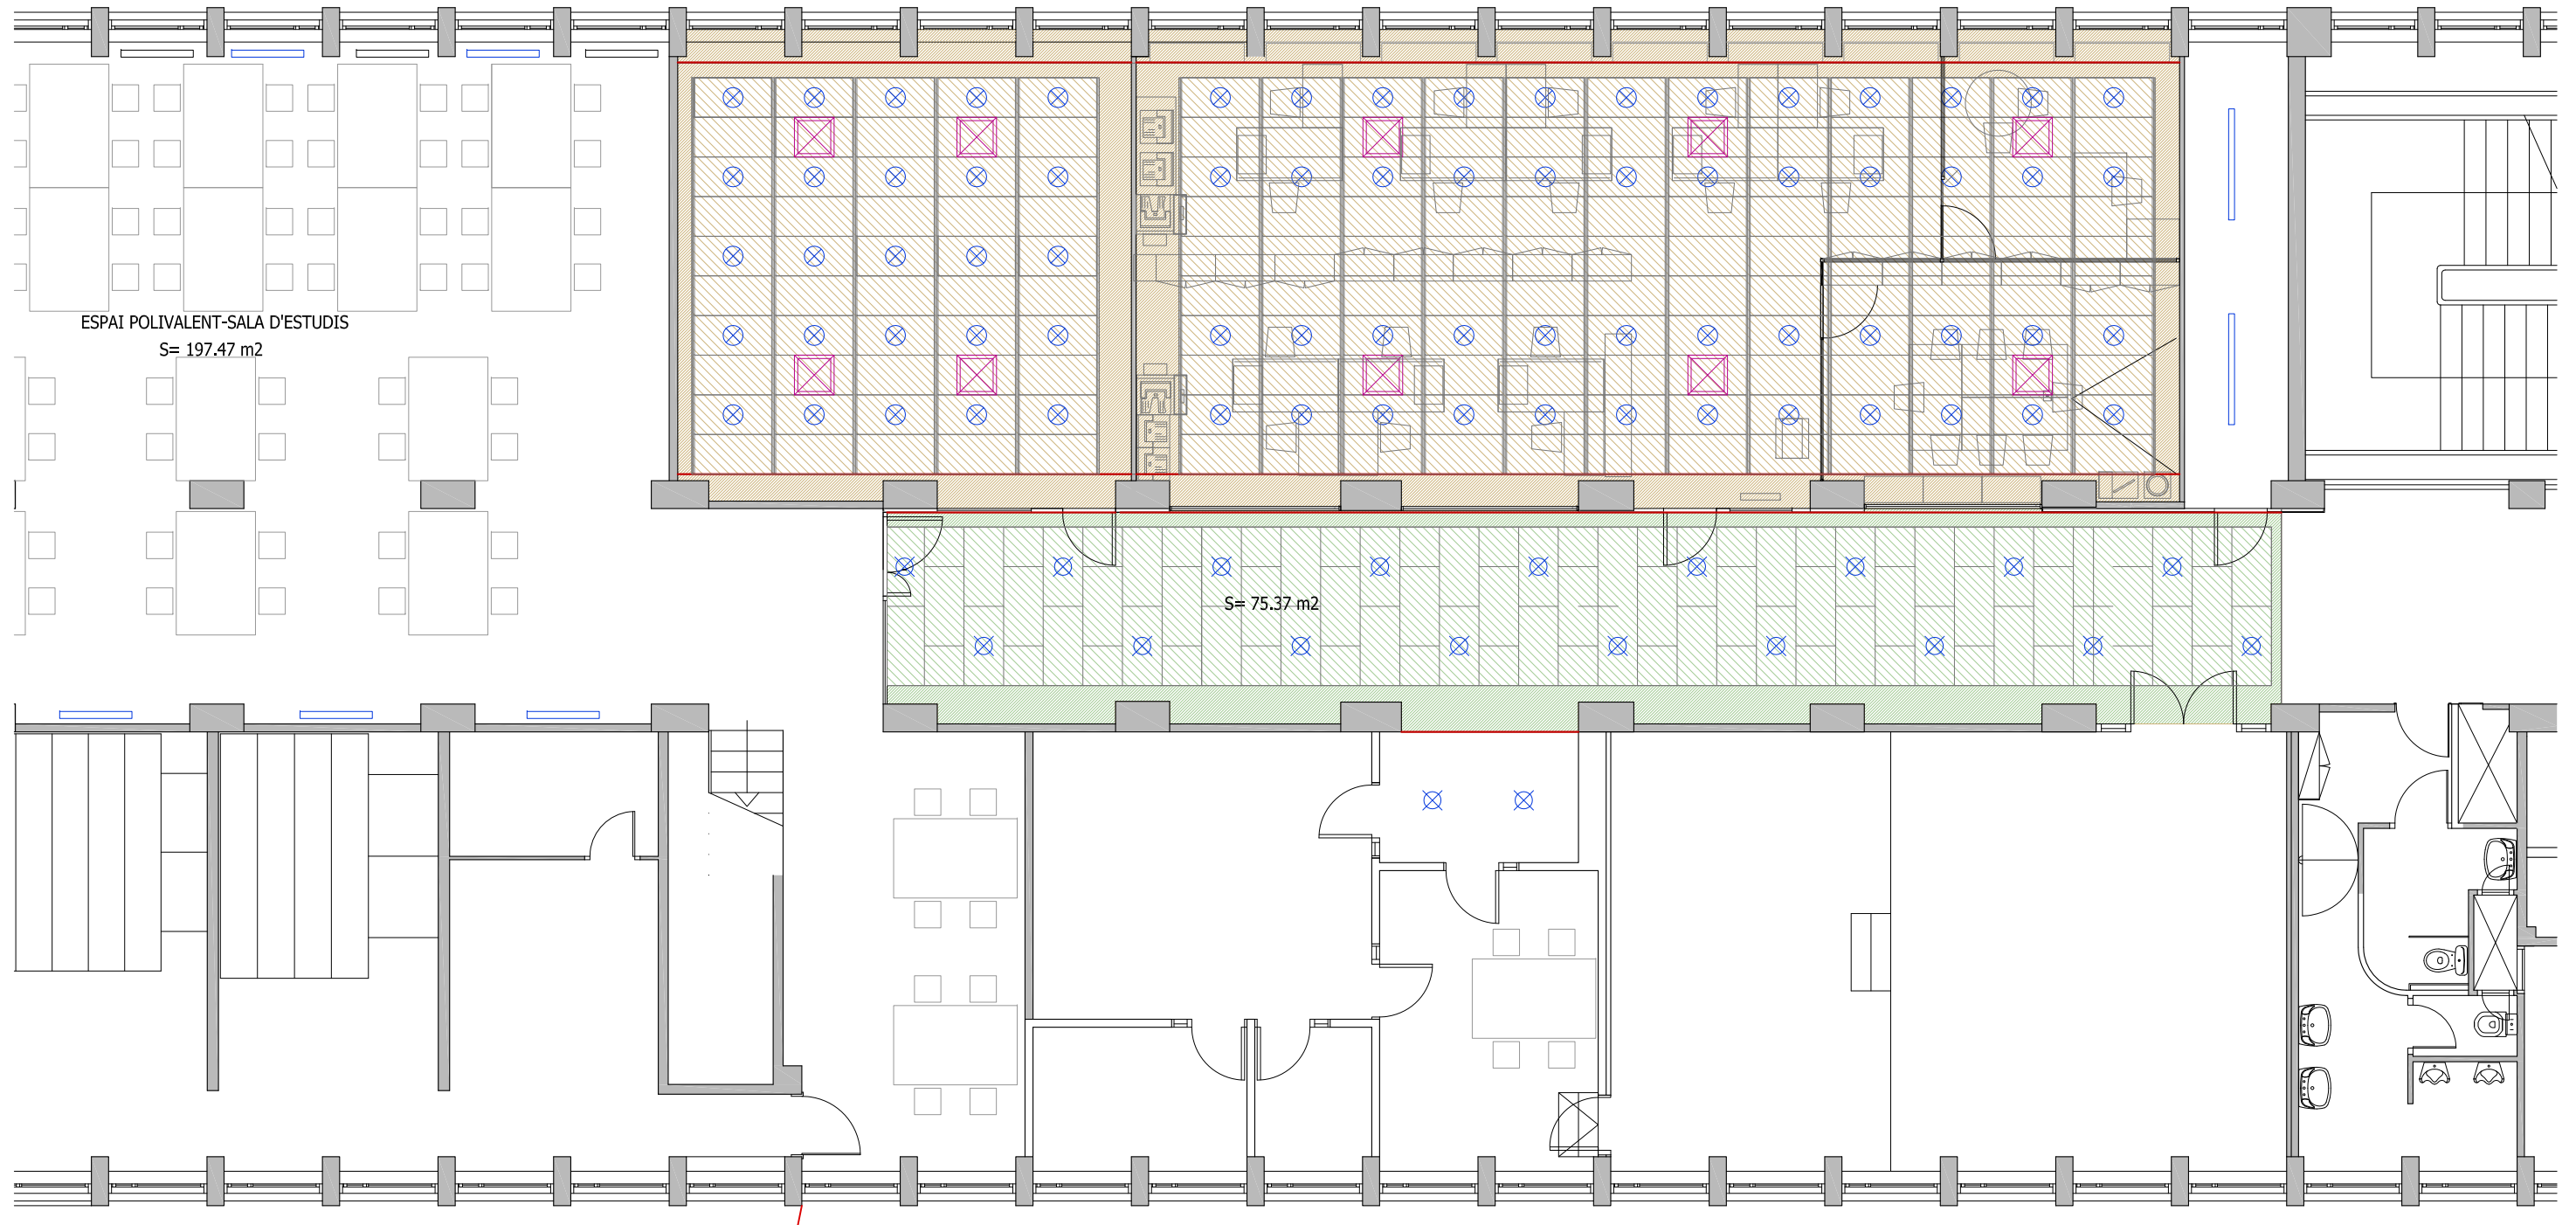 ESPAI POLIVALENT-SALA D'ESTUDIS
S= 197.47 m2
S= 75.37 m2